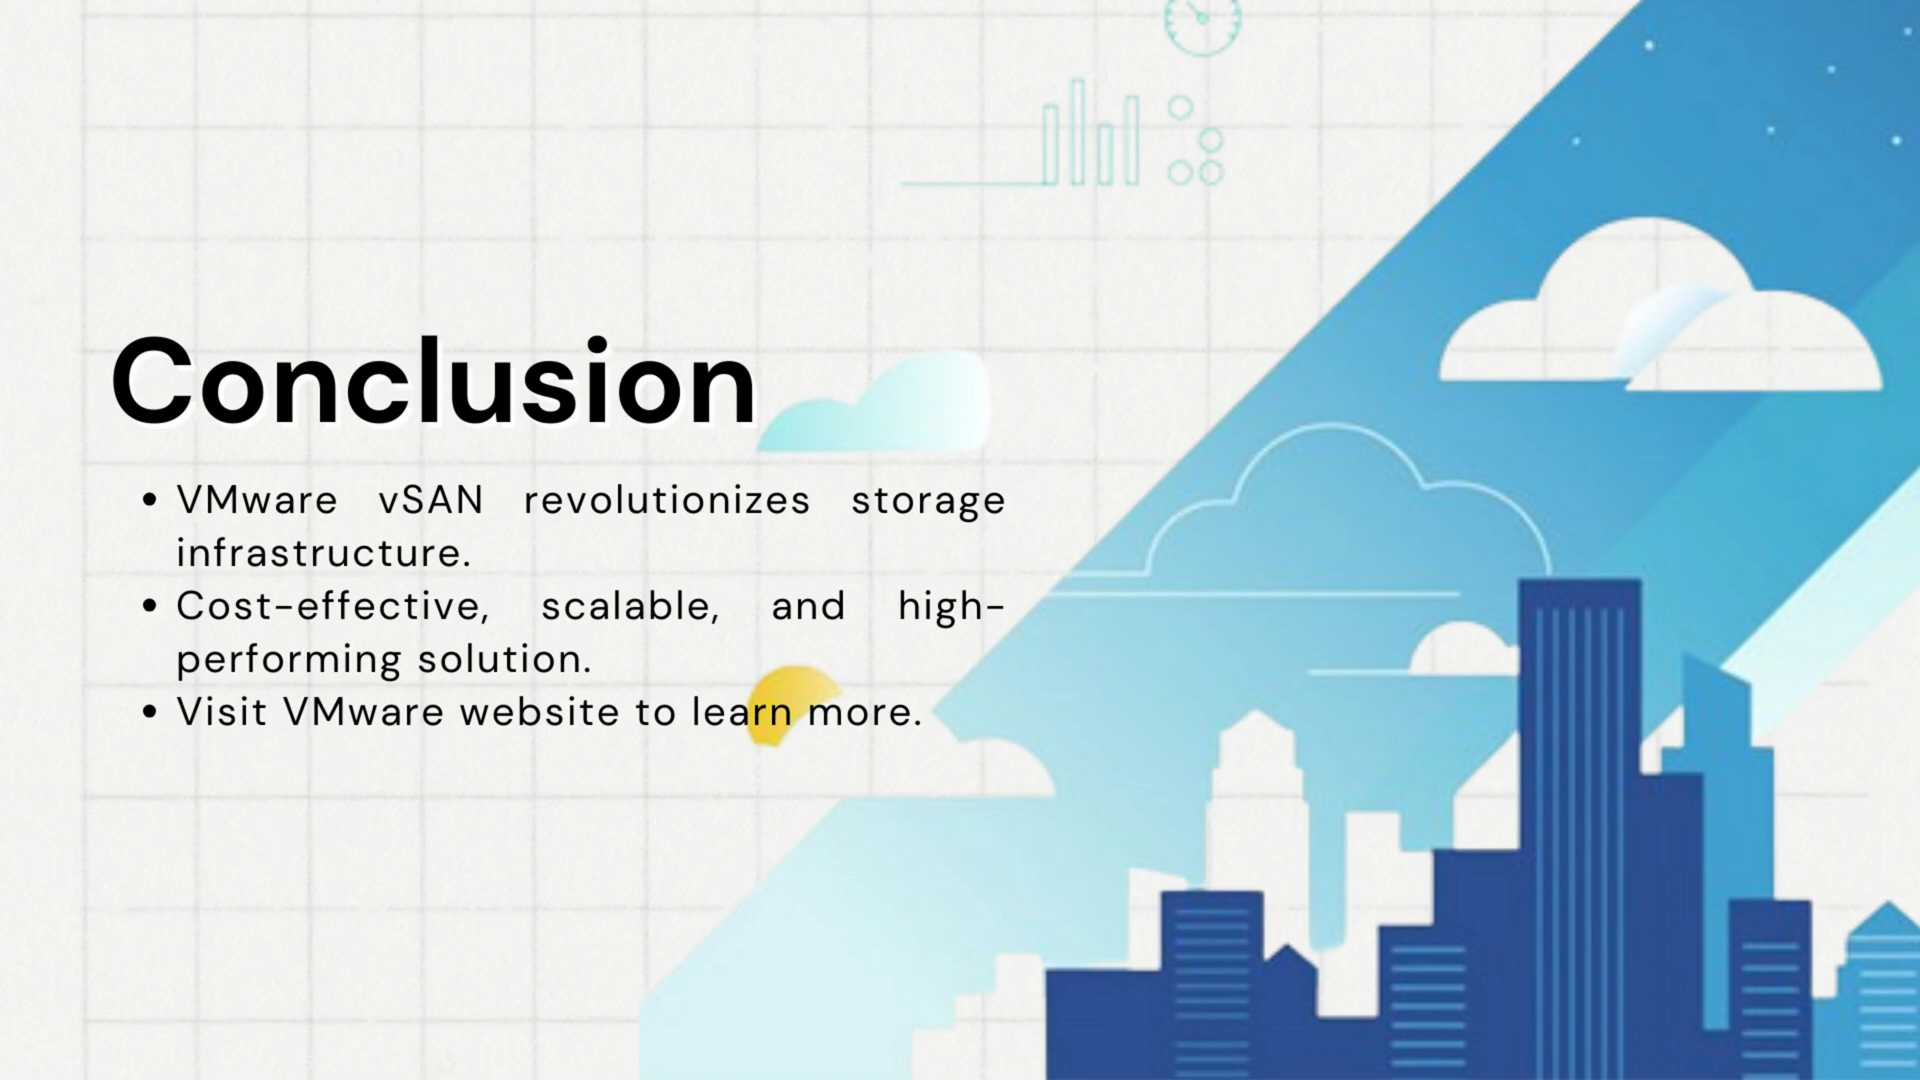 Conclusion
• VMware vSAN revolutionizes storage
infrastructure.
• Cost-effective, scalable, and high-
performing solution.
• Visit VMware website to learn more.